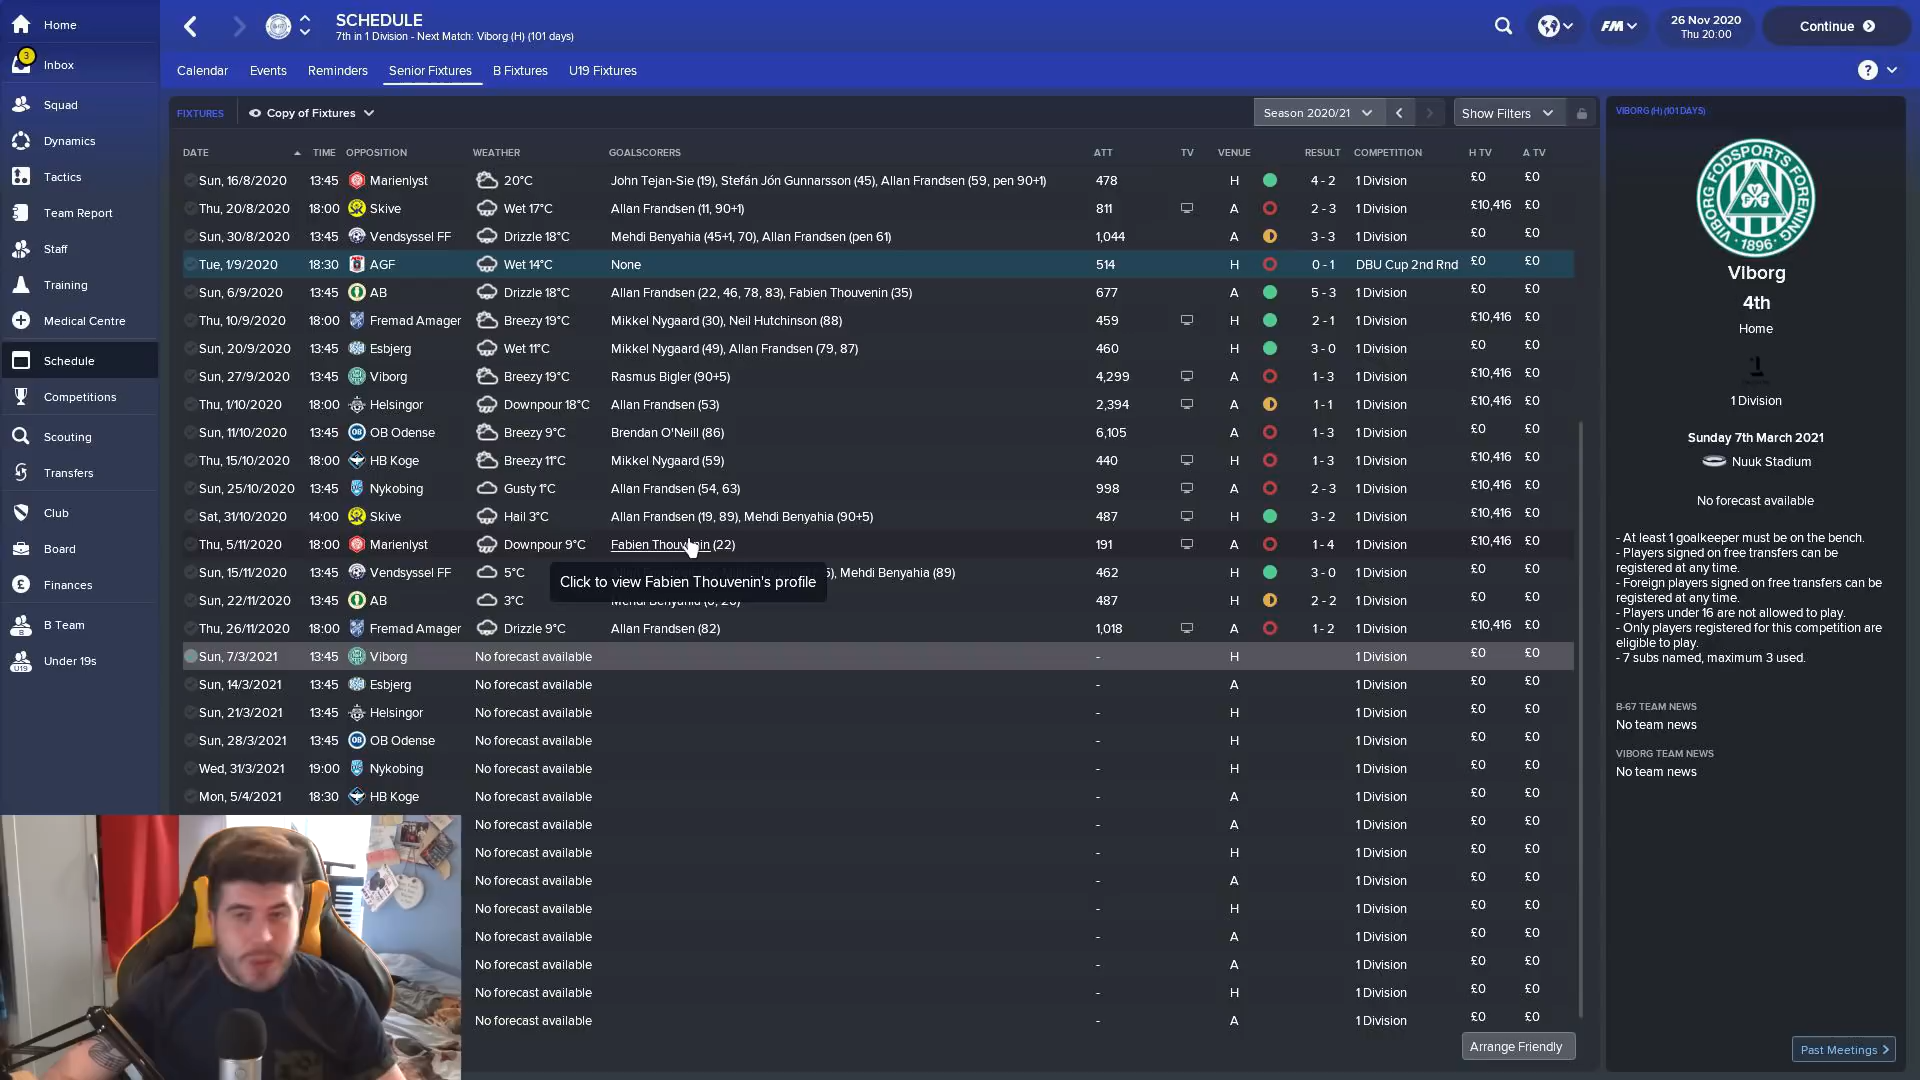 Home
SCHEDULE
7th in 1 Division - Next Match: Viborg (H) (101 days)
FM
26 Nov 2020
Thu 20:00
Continue
3
Inbox
Calendar
Events
Reminders
Senior Fixtures
B Fixtures
U19 Fixtures
?
Squad
Dynamics
Tactics
Team Report
Staff
Training
Medical Centre
Schedule
Competitions
Scouting
Transfers
Club
Board
Finances
B
B Team
U19
Under 19s
FIXTURES
Copy of Fixtures
Season 2020/21
Show Filters
DATE TIME OPPOSITION WEATHER GOALSCORERS ATT TV VENUE RESULT COMPETITION H TV A TV
Sun, 16/8/2020 13:45 Marienlyst 20°C John Tejan-Sie (19), Stefán Jón Gunnarsson (45), Allan Frandsen (59, pen 90+1) 478 H 4 - 2 1 Division £0 £0
Thu, 20/8/2020 18:00 Skive Wet 17°C Allan Frandsen (11, 90+1) 811 A 2 - 3 1 Division £10,416 £0
Sun, 30/8/2020 13:45 Vendsyssel FF Drizzle 18°C Mehdi Benyahia (45+1, 70), Allan Frandsen (pen 61) 1,044 A 3 - 3 1 Division £0 £0
Tue, 1/9/2020 18:30 AGF Wet 14°C None 514 H 0 - 1 DBU Cup 2nd Rnd £0 £0
Sun, 6/9/2020 13:45 AB Drizzle 18°C Allan Frandsen (22, 46, 78, 83), Fabien Thouvenin (35) 677 A 5 - 3 1 Division £0 £0
Thu, 10/9/2020 18:00 Fremad Amager Breezy 19°C Mikkel Nygaard (30), Neil Hutchinson (88) 459 H 2 - 1 1 Division £10,416 £0
Sun, 20/9/2020 13:45 Esbjerg Wet 11°C Mikkel Nygaard (49), Allan Frandsen (79, 87) 460 H 3 - 0 1 Division £0 £0
Sun, 27/9/2020 13:45 Viborg Breezy 19°C Rasmus Bigler (90+5) 4,299 A 1 - 3 1 Division £10,416 £0
Thu, 1/10/2020 18:00 Helsingor Downpour 18°C Allan Frandsen (53) 2,394 A 1 - 1 1 Division £10,416 £0
Sun, 11/10/2020 13:45 OB Odense Breezy 9°C Brendan O'Neill (86) 6,105 A 1 - 3 1 Division £0 £0
Thu, 15/10/2020 18:00 HB Koge Breezy 11°C Mikkel Nygaard (59) 440 H 1 - 3 1 Division £10,416 £0
Sun, 25/10/2020 13:45 Nykobing Gusty 1°C Allan Frandsen (54, 63) 998 A 2 - 3 1 Division £10,416 £0
Sat, 31/10/2020 14:00 Skive Hail 3°C Allan Frandsen (19, 89), Mehdi Benyahia (90+5) 487 H 3 - 2 1 Division £10,416 £0
Thu, 5/11/2020 18:00 Marienlyst Downpour 9°C Fabien Thouvenin (22) 191 A 1 - 4 1 Division £10,416 £0
Sun, 15/11/2020 13:45 Vendsyssel FF 5°C Mehdi Benyahia (89) 462 H 3 - 0 1 Division £0 £0
Click to view Fabien Thouvenin's profile
Sun, 22/11/2020 13:45 AB 3°C 487 H 2 - 2 1 Division £0 £0
Thu, 26/11/2020 18:00 Fremad Amager Drizzle 9°C Allan Frandsen (82) 1,018 A 1 - 2 1 Division £10,416 £0
Sun, 7/3/2021 13:45 Viborg No forecast available - H 1 Division £0 £0
Sun, 14/3/2021 13:45 Esbjerg No forecast available - A 1 Division £0 £0
Sun, 21/3/2021 13:45 Helsingor No forecast available - H 1 Division £0 £0
Sun, 28/3/2021 13:45 OB Odense No forecast available - H 1 Division £0 £0
Wed, 31/3/2021 19:00 Nykobing No forecast available - H 1 Division £0 £0
Mon, 5/4/2021 18:30 HB Koge No forecast available - A 1 Division £0 £0
No forecast available - A 1 Division £0 £0
No forecast available - H 1 Division £0 £0
No forecast available - A 1 Division £0 £0
No forecast available - H 1 Division £0 £0
No forecast available - A 1 Division £0 £0
No forecast available - A 1 Division £0 £0
No forecast available - H 1 Division £0 £0
No forecast available - A 1 Division £0 £0
Arrange Friendly
VIBORG (H) (101 DAYS)
VIBORG FODSPORTS FORENING
1896
Viborg
4th
Home
1
1 Division
Sunday 7th March 2021
Nuuk Stadium
No forecast available
- At least 1 goalkeeper must be on the bench.
- Players signed on free transfers can be
registered at any time.
- Foreign players signed on free transfers can be
registered at any time.
- Players under 16 are not allowed to play.
- Only players registered for this competition are
eligible to play.
- 7 subs named, maximum 3 used.
B-67 TEAM NEWS
No team news
VIBORG TEAM NEWS
No team news
Past Meetings